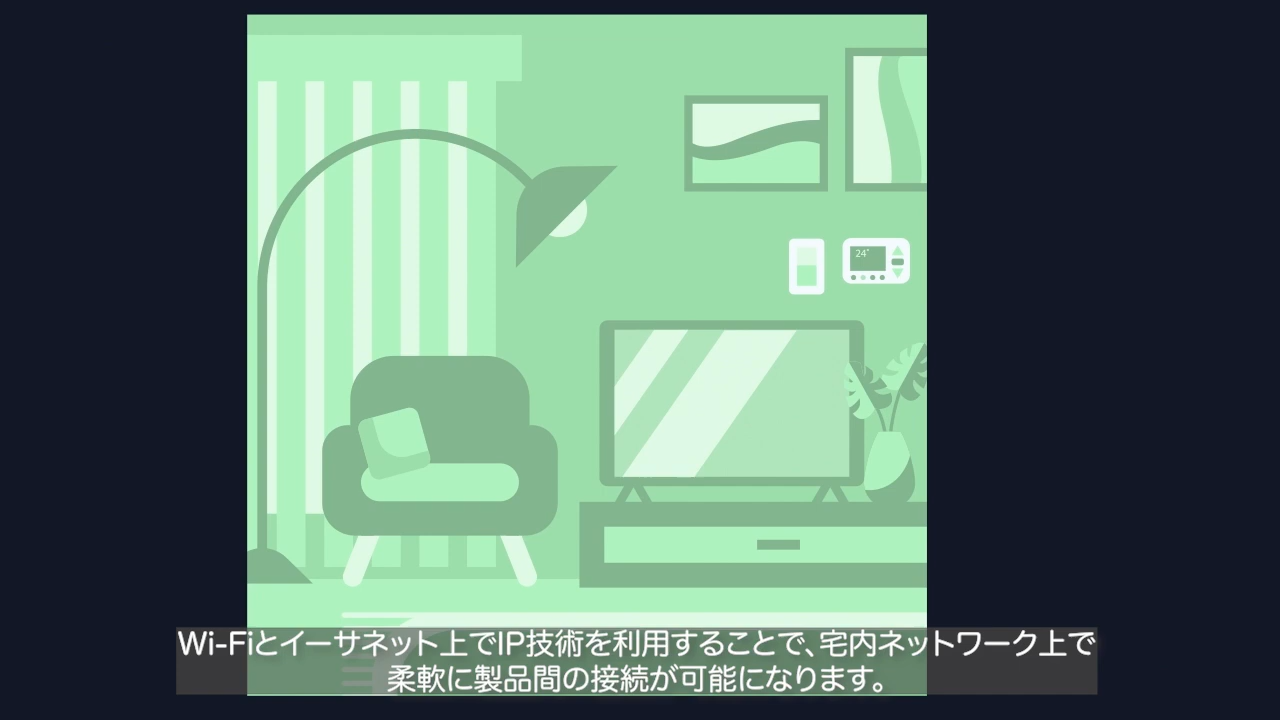 24°
Wi-Fiとイーサネット上でIP技術を利用することで、宅内ネットワーク上で
柔軟に製品間の接続が可能になります。